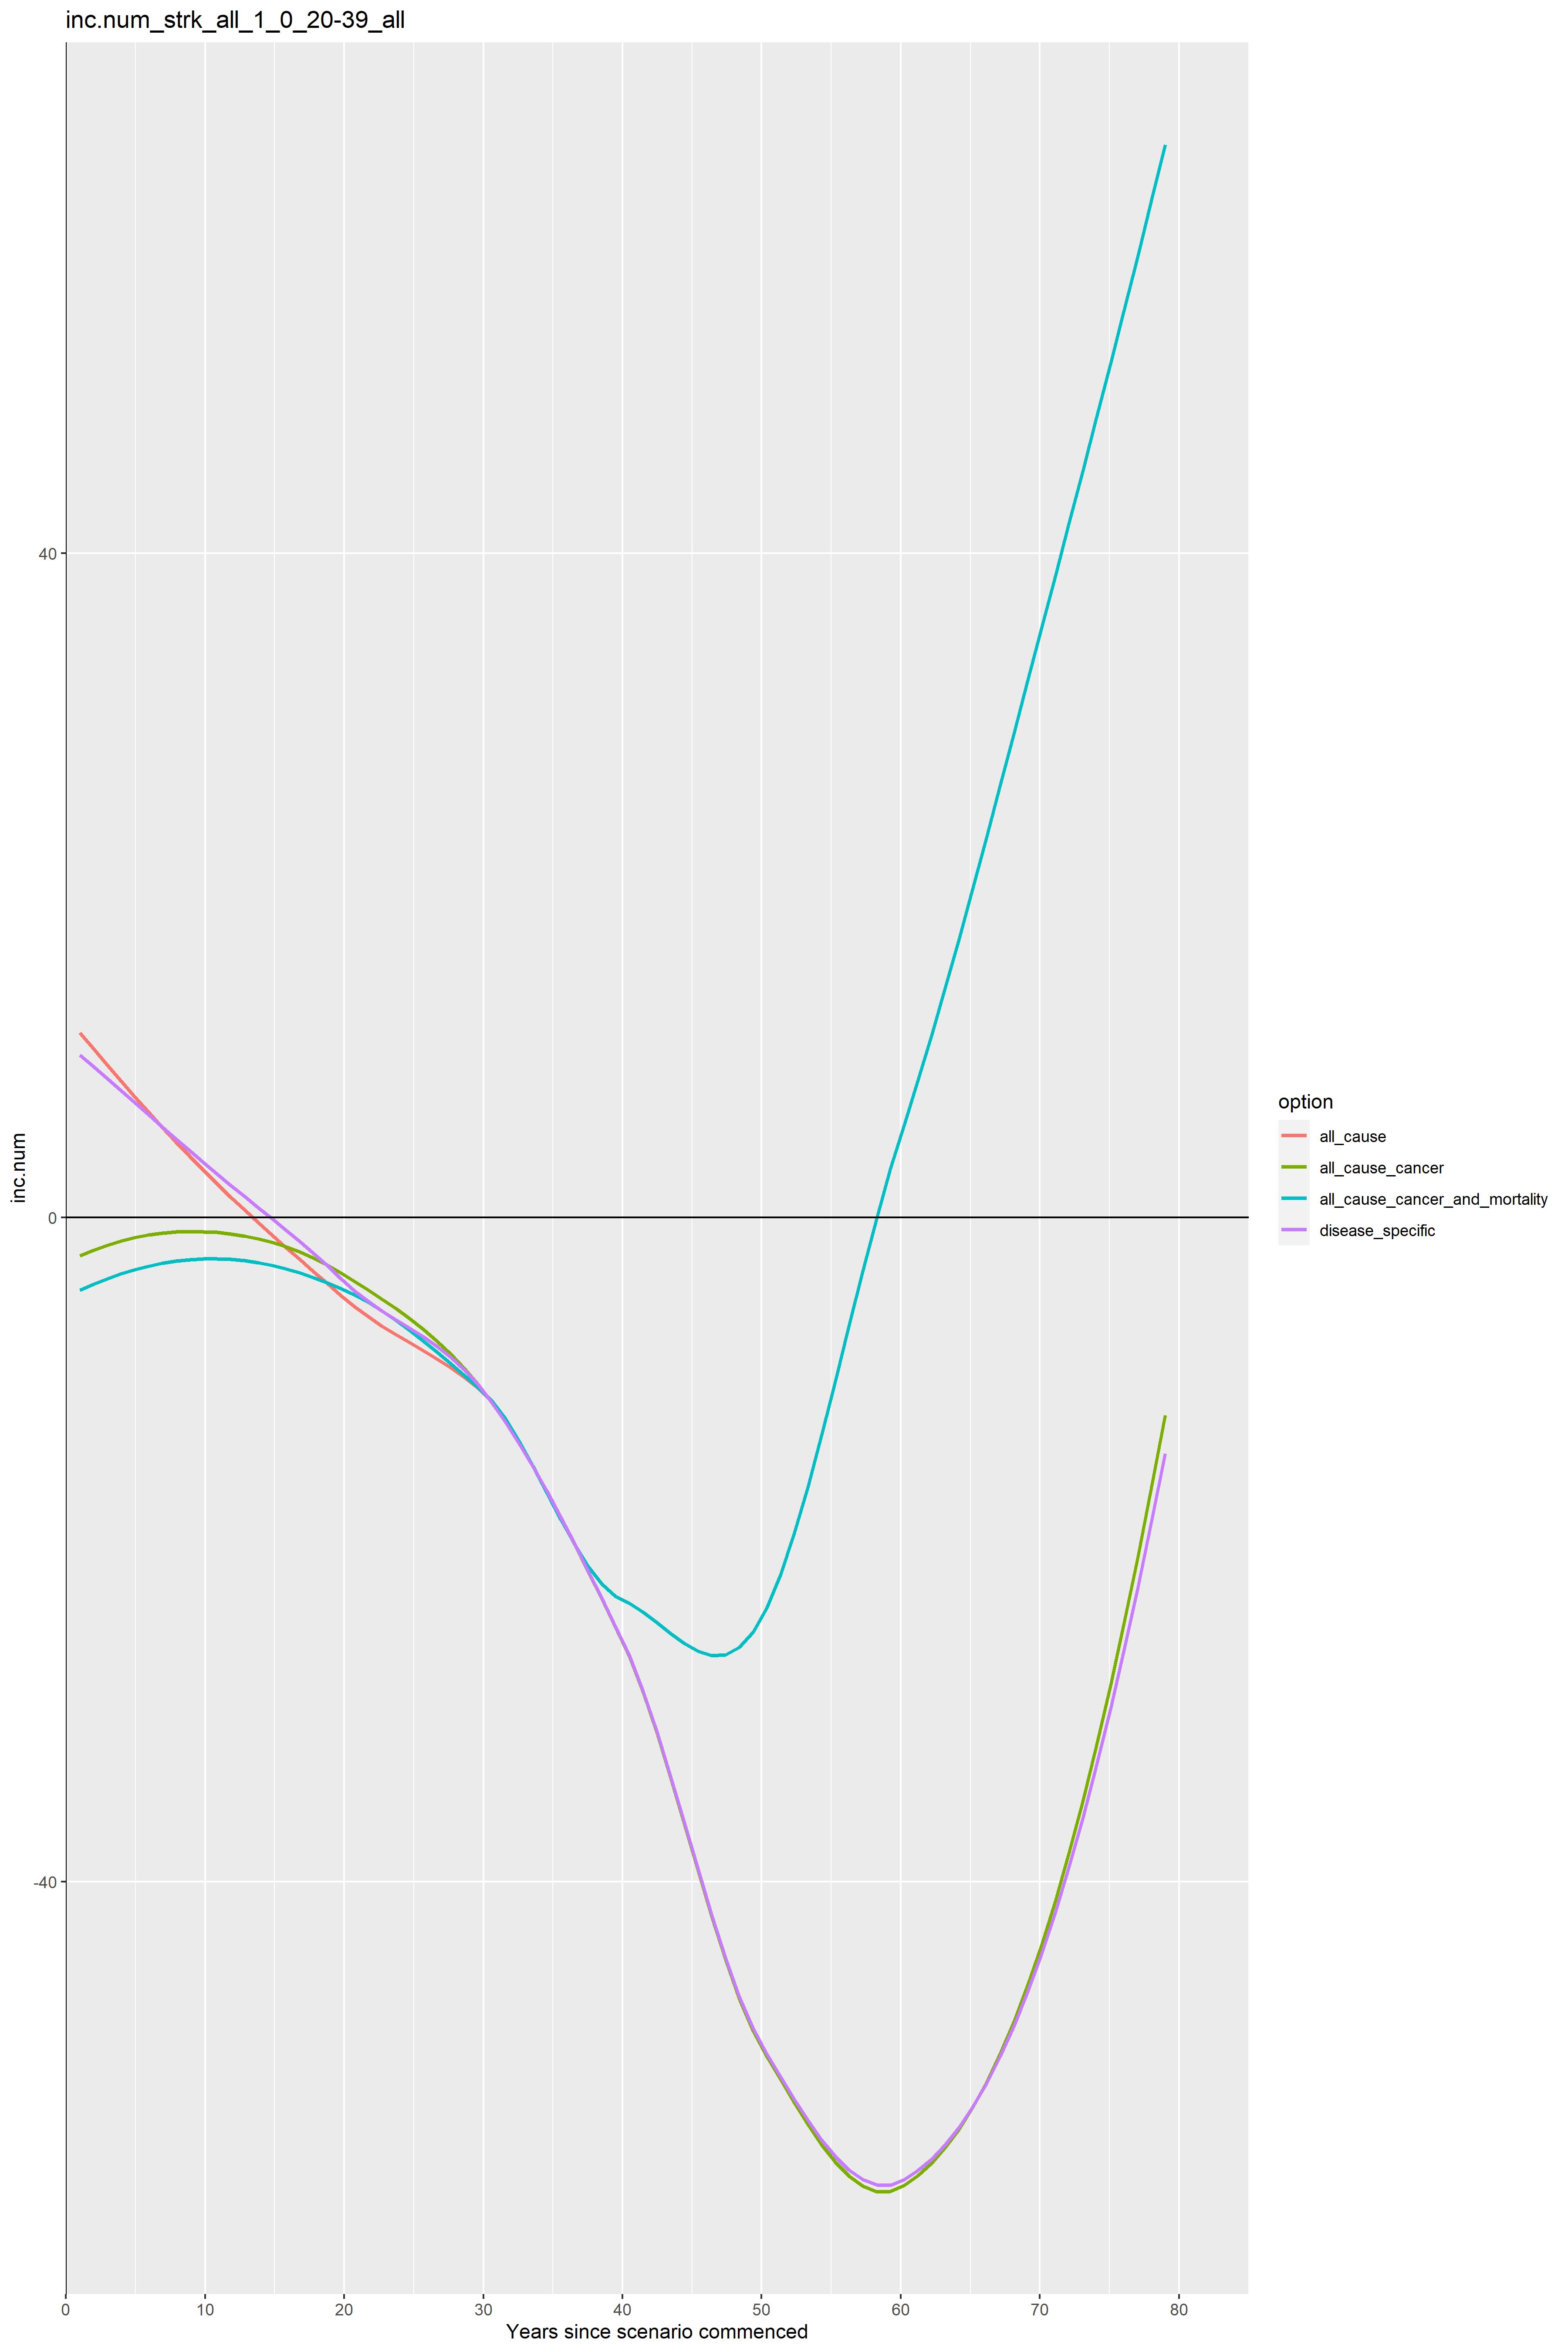 inc.num_strk_all_1_0_20-39_all
inc.num
40
0
-40
0 10 20 30 40 50 60 70 80
Years since scenario commenced
option
all_cause
all_cause_cancer
all_cause_cancer_and_mortality
disease_specific